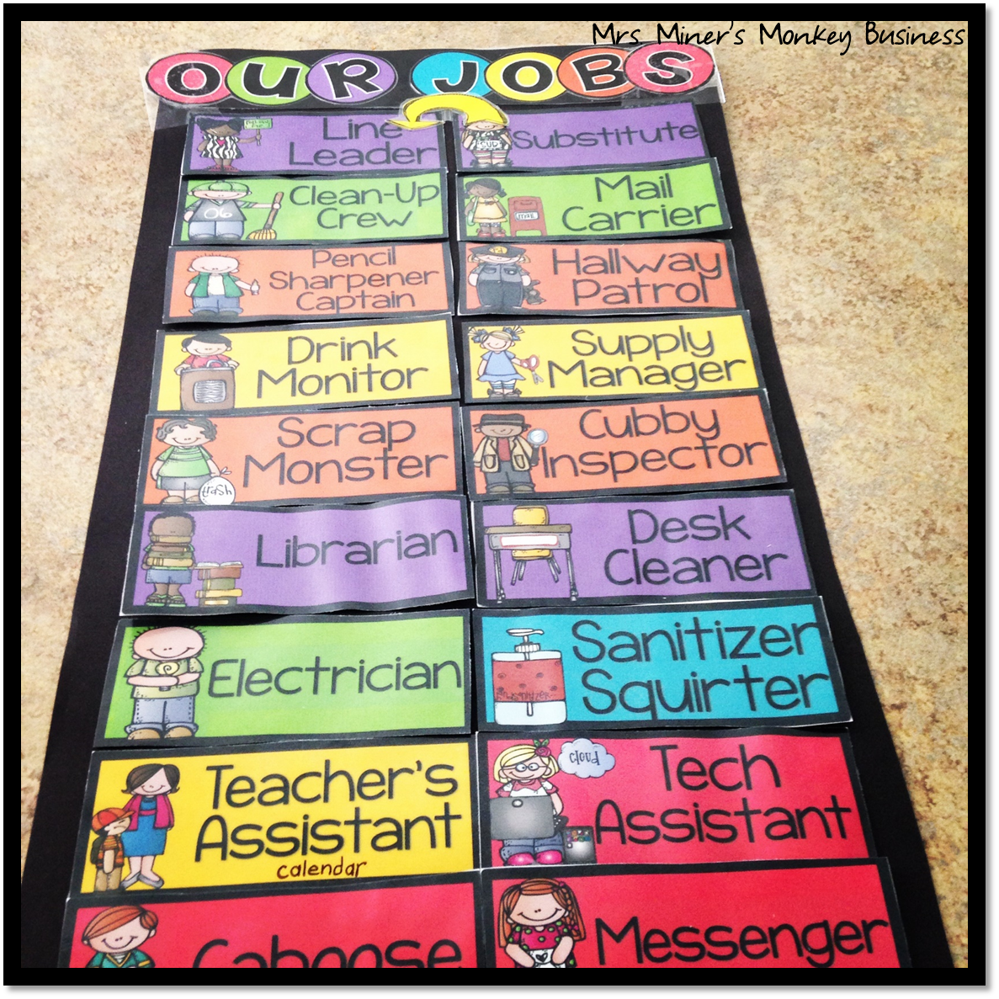 Mrs. Miner's Monkey Business
OUR JOBS
Line
Leader
Substitute
Clean-Up
Crew
06
Mail
Carrier
mail
Pencil
Sharpener
Captain
Hallway
Patrol
Drink
Monitor
Supply
Manager
Scrap
Monster
trash
Cubby
Inspector
Librarian
Desk
Cleaner
Electrician
Sanitizer
Squirter
Teacher's
Assistant
calendar
Tech
Assistant
cloud
Caboose
Messenger